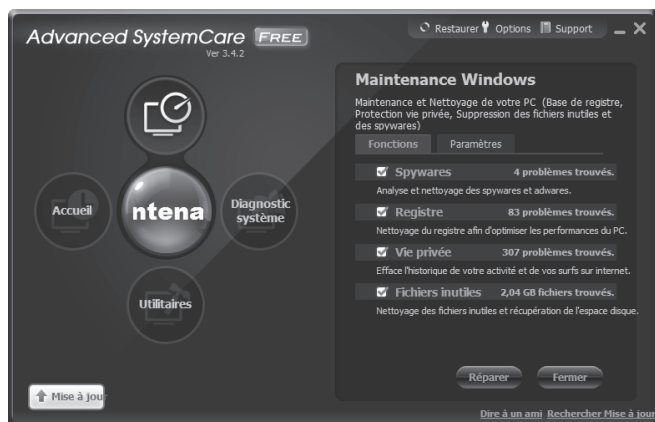 Advanced SystemCare FREE
Ver 3.4.2
Restaurer Options Support
Maintenance Windows
Maintenance et Nettoyage de votre PC (Base de registre,
Protection vie privée, Suppression des fichiers inutiles et
des spywares)
Fonctions Paramètres
Spywares 4 problèmes trouvés.
Analyse et nettoyage des spywares et adwares.
Registre 83 problèmes trouvés.
Nettoyage du registre afin d'optimiser les performances du PC.
Vie privée 307 problèmes trouvés.
Efface l'historique de votre activité et de vos surfs sur internet.
Fichiers inutiles 2,04 GB fichiers trouvés.
Nettoyage des fichiers inutiles et récupération de l'espace disque.
Réparer Fermer
Accueil
ntena
Diagnostic
système
Utilitaires
Mise à jour
Dire à un ami Rechercher Mise à jour